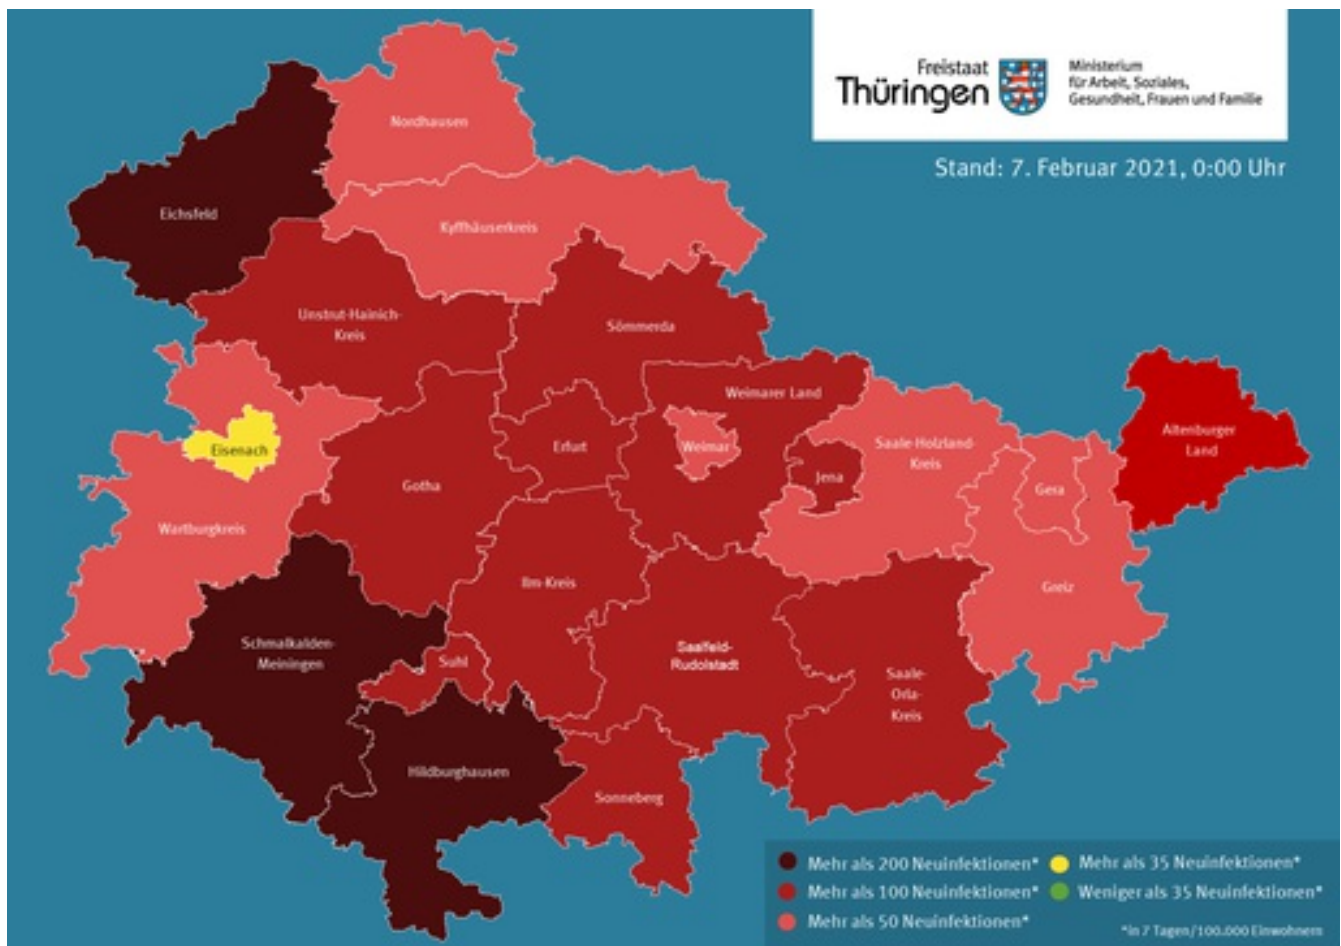 Freistaat
Thüringen
Ministerium
für Arbeit, Soziales,
Gesundheit, Frauen und Familie
Stand: 7. Februar 2021, 0:00 Uhr
Nordhausen
Eichsfeld
Kyffhäuserkreis
Unstrut-Hainich-
Kreis
Sömmerda
Weimarer Land
Eisenach
Erfurt
Weimar
Saale-Holzland-
Kreis
Altenburger
Land
Gotha
Jena
Gera
Wartburgkreis
Ilm-Kreis
Greiz
Schmalkalden-
Meiningen
Suhl
Saalfeld-
Rudolstadt
Saale-
Orla-
Kreis
Hildburghausen
Sonneberg
Mehr als 200 Neuinfektionen*
Mehr als 35 Neuinfektionen*
Mehr als 100 Neuinfektionen*
Weniger als 35 Neuinfektionen*
Mehr als 50 Neuinfektionen*
*in 7 Tagen/100.000 Einwohnern